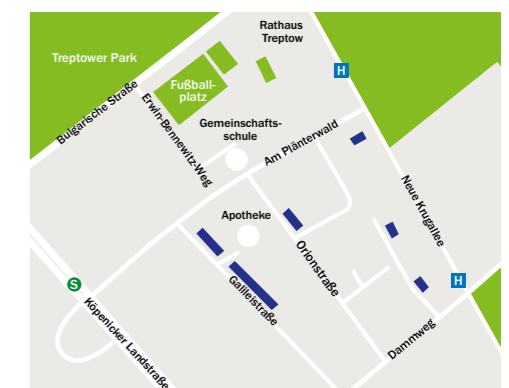 Rathaus
Treptow
Treptower Park
H
Fußball-
platz
Bulgarische Straße
Erwin-Bennewitz-Weg
Gemeinschafts-
schule
Am Plänterwald
Neue Krugallee
Apotheke
Orionstraße
H
S
Galileistraße
Köpenicker Landstraße
Dammweg